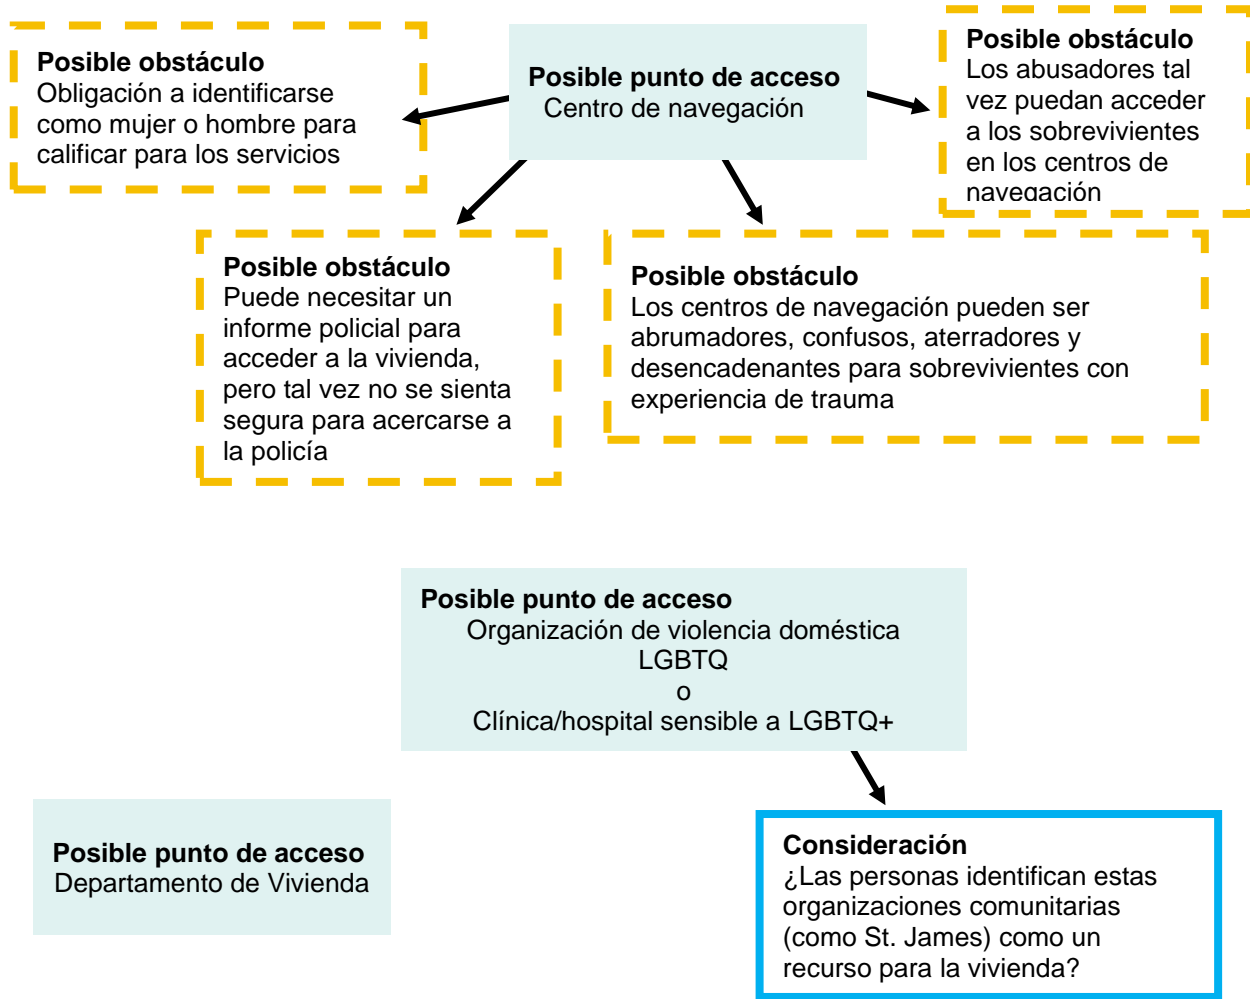 Posible obstáculo
Obligación a identificarse
como mujer o hombre para
calificar para los servicios
Posible punto de acceso
Centro de navegación
Posible obstáculo
Los abusadores tal
vez puedan acceder
a los sobrevivientes
en los centros de
navegación
Posible obstáculo
Puede necesitar un
informe policial para
acceder a la vivienda,
pero tal vez no se sienta
segura para acercarse a
la policía
Posible obstáculo
Los centros de navegación pueden ser
abrumadores, confusos, aterradores y
desencadenantes para sobrevivientes con
experiencia de trauma
Posible punto de acceso
Organización de violencia doméstica
LGBTQ
o
Clínica/hospital sensible a LGBTQ+
Posible punto de acceso
Departamento de Vivienda
Consideración
¿Las personas identifican estas
organizaciones comunitarias
(como St. James) como un
recurso para la vivienda?